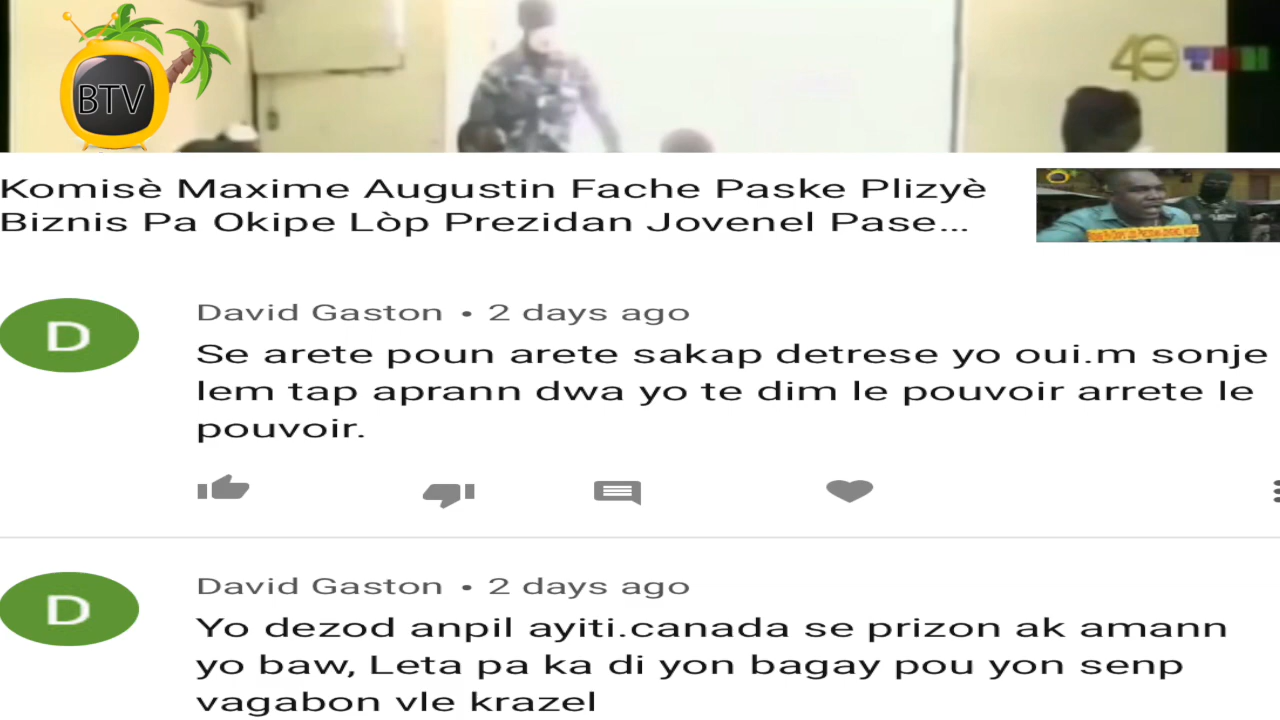 BTV
40
Komisè Maxime Augustin Fache Paske Plizyè
Biznis Pa Okipe Lòp Prezidan Jovenel Pase...
David Gaston • 2 days ago
Se arete poun arete sakap detrese yo oui.m sonje
lem tap aprann dwa yo te dim le pouvoir arrete le
pouvoir.
D
David Gaston • 2 days ago
Yo dezod anpil ayiti.canada se prizon ak amann
yo baw, Leta pa ka di yon bagay pou yon senp
vagabon vle krazel
D